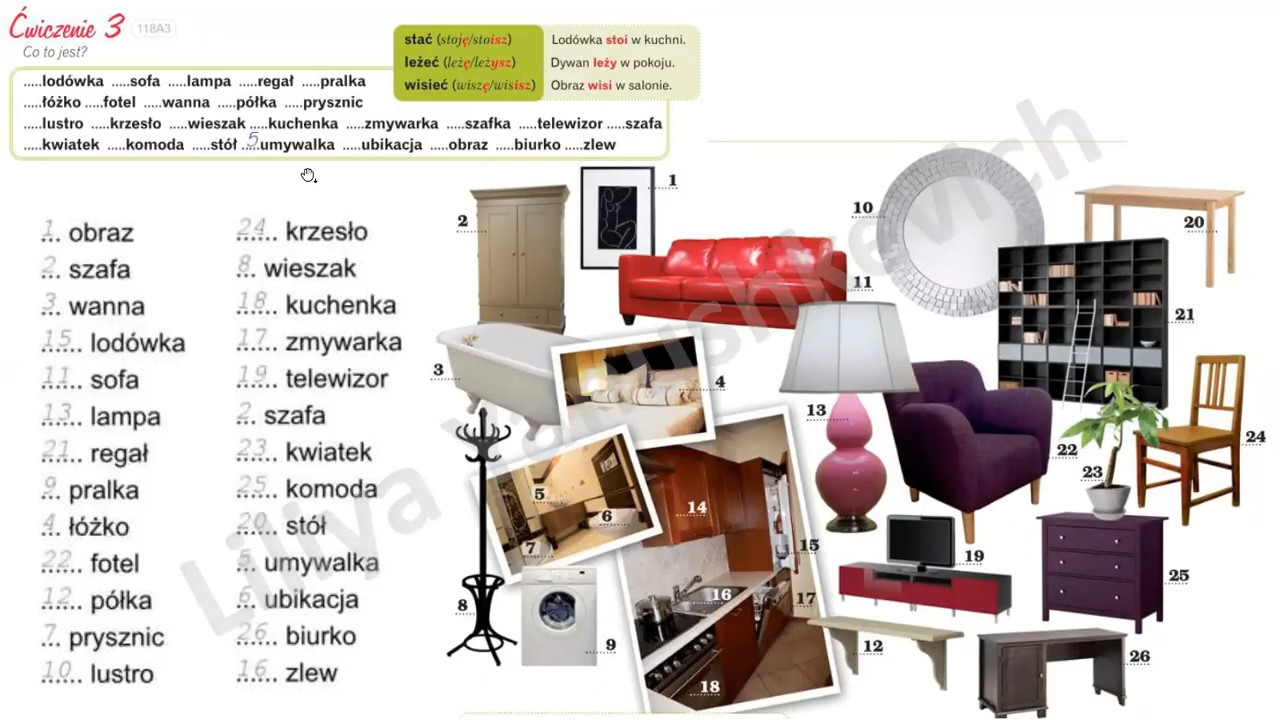 Ćwiczenie 3 118A3
Co to jest?
.....lodówka .....sofa .....lampa .....regał .....pralka
.....łóżko .....fotel .....wanna .....półka .....prysznic
.....lustro .....krzesło .....wieszak .....kuchenka .....zmywarka .....szafka .....telewizor .....szafa
.....kwiatek .....komoda .....stół ..5..umywalka .....ubikacja .....obraz .....biurko .....zlew
stać (stoję/stoisz) Lodówka stoi w kuchni.
leżeć (leżę/leżysz) Dywan leży w pokoju.
wisieć (wiszę/wisisz) Obraz wisi w salonie.
1... obraz
2... szafa
3... wanna
15... lodówka
11... sofa
13... lampa
21... regał
9... pralka
4... łóżko
22... fotel
12... półka
7... prysznic
10... lustro
24... krzesło
8... wieszak
18... kuchenka
17... zmywarka
19... telewizor
2... szafa
23... kwiatek
25... komoda
20... stół
5... umywalka
6... ubikacja
26... biurko
16... zlew
1
2
3
4
5
6
7
8
9
10
11
12
13
14
15
16
17
18
19
20
21
22
23
24
25
26
Liliya Yanushkevich